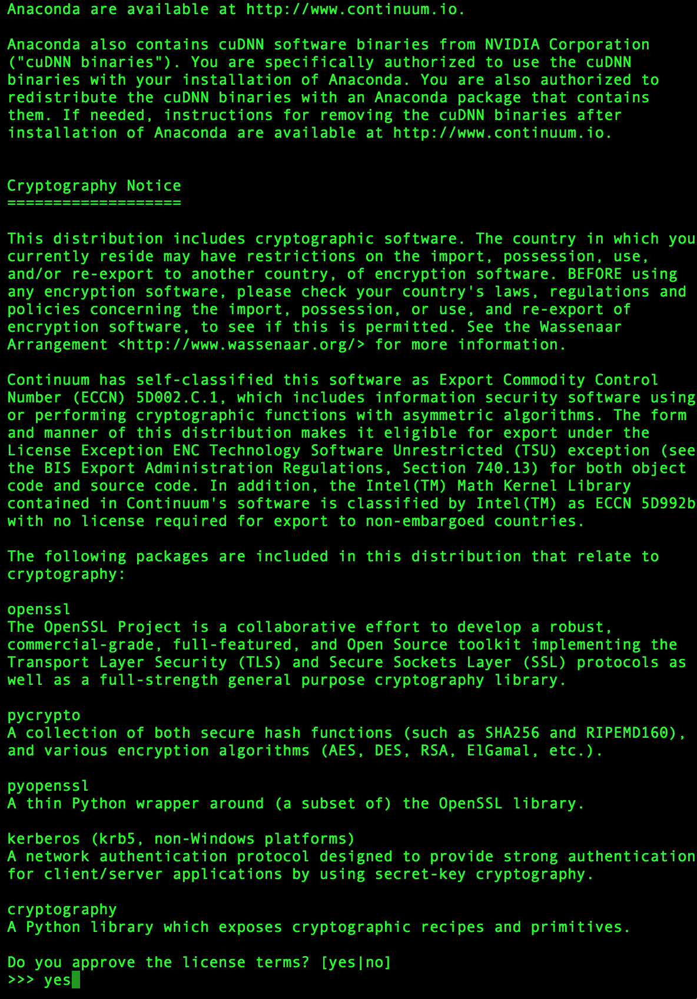 Anaconda are available at http://www.continuum.io.
Anaconda also contains cuDNN software binaries from NVIDIA Corporation
("cuDNN binaries"). You are specifically authorized to use the cuDNN
binaries with your installation of Anaconda. You are also authorized to
redistribute the cuDNN binaries with an Anaconda package that contains
them. If needed, instructions for removing the cuDNN binaries after
installation of Anaconda are available at http://www.continuum.io.
Cryptography Notice
===================
This distribution includes cryptographic software. The country in which you
currently reside may have restrictions on the import, possession, use,
and/or re-export to another country, of encryption software. BEFORE using
any encryption software, please check your country's laws, regulations and
policies concerning the import, possession, or use, and re-export of
encryption software, to see if this is permitted. See the Wassenaar
Arrangement <http://www.wassenaar.org/> for more information.
Continuum has self-classified this software as Export Commodity Control
Number (ECCN) 5D002.C.1, which includes information security software using
or performing cryptographic functions with asymmetric algorithms. The form
and manner of this distribution makes it eligible for export under the
License Exception ENC Technology Software Unrestricted (TSU) exception (see
the BIS Export Administration Regulations, Section 740.13) for both object
code and source code. In addition, the Intel(TM) Math Kernel Library
contained in Continuum's software is classified by Intel(TM) as ECCN 5D992b
with no license required for export to non-embargoed countries.
The following packages are included in this distribution that relate to
cryptography:
openssl
The OpenSSL Project is a collaborative effort to develop a robust,
commercial-grade, full-featured, and Open Source toolkit implementing the
Transport Layer Security (TLS) and Secure Sockets Layer (SSL) protocols as
well as a full-strength general purpose cryptography library.
pycrypto
A collection of both secure hash functions (such as SHA256 and RIPEMD160),
and various encryption algorithms (AES, DES, RSA, ElGamal, etc.).
pyopenssl
A thin Python wrapper around (a subset of) the OpenSSL library.
kerberos (krb5, non-Windows platforms)
A network authentication protocol designed to provide strong authentication
for client/server applications by using secret-key cryptography.
cryptography
A Python library which exposes cryptographic recipes and primitives.
Do you approve the license terms? [yes|no]
>>> yes